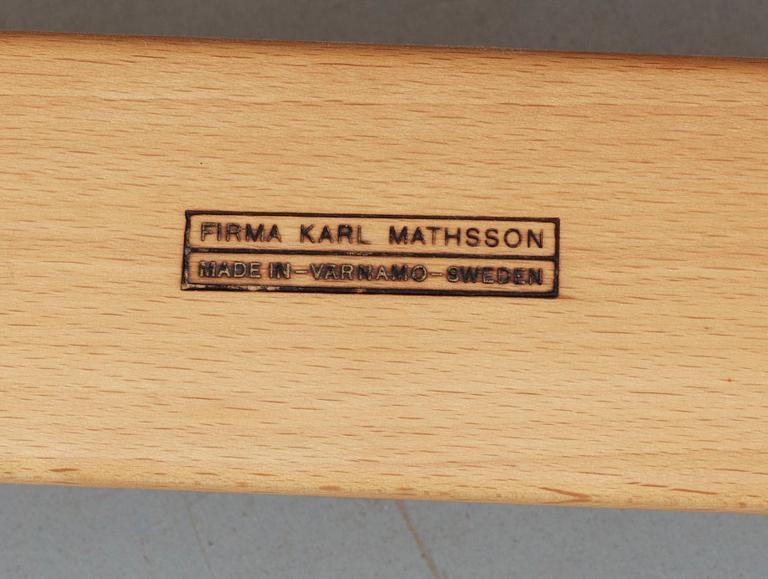 FIRMA KARL MATHSSON
MADE IN-VARNAMO-SWEDEN